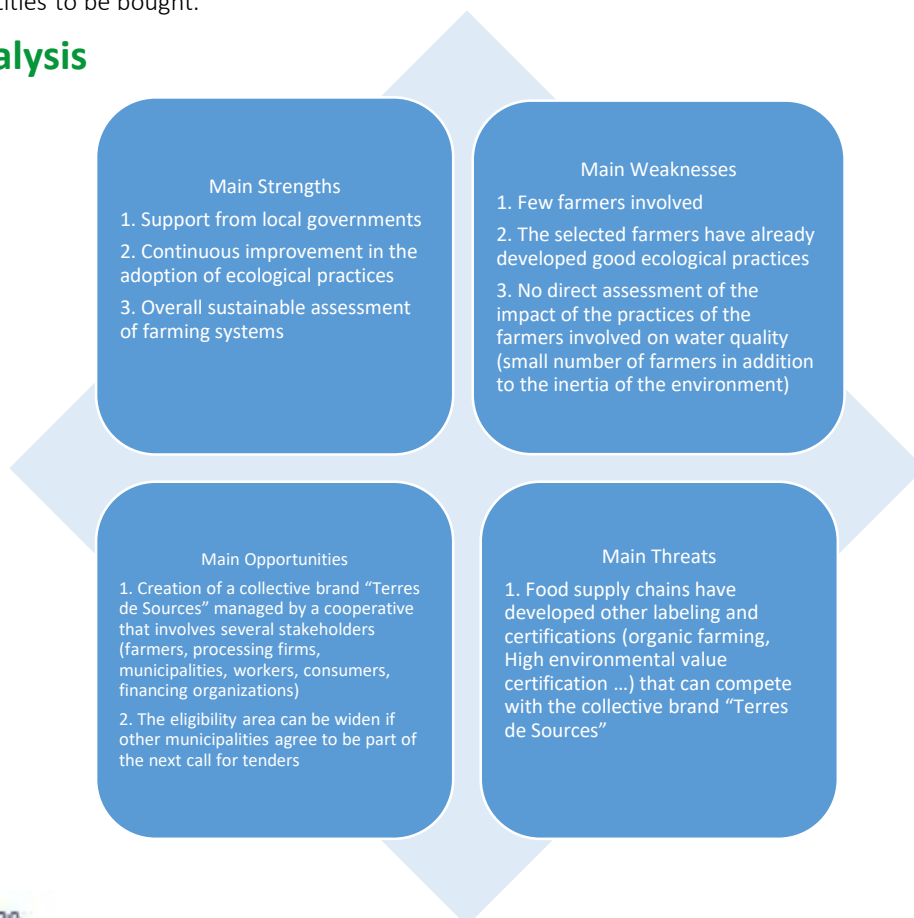 tities to be bought.
alysis
Main Strengths
1. Support from local governments
2. Continuous improvement in the
adoption of ecological practices
3. Overall sustainable assessment
of farming systems
Main Weaknesses
1. Few farmers involved
2. The selected farmers have already
developed good ecological practices
3. No direct assessment of the
impact of the practices of the
farmers involved on water quality
(small number of farmers in addition
to the inertia of the environment)
Main Opportunities
1. Creation of a collective brand “Terres
de Sources” managed by a cooperative
that involves several stakeholders
(farmers, processing firms,
municipalities, workers, consumers,
financing organizations)
2. The eligibility area can be widen if
other municipalities agree to be part of
the next call for tenders
Main Threats
1. Food supply chains have
developed other labeling and
certifications (organic farming,
High environmental value
certification …) that can compete
with the collective brand “Terres
de Sources”